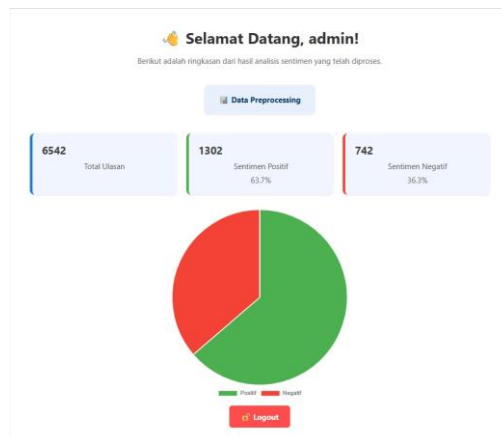 Selamat Datang, admin!
Berikut adalah ringkasan dari hasil analisis sentimen yang telah diproses.
Data Preprocessing
6542
Total Ulasan
1302
Sentimen Positif
63.7%
742
Sentimen Negatif
36.3%
Positif Negatif
Logout